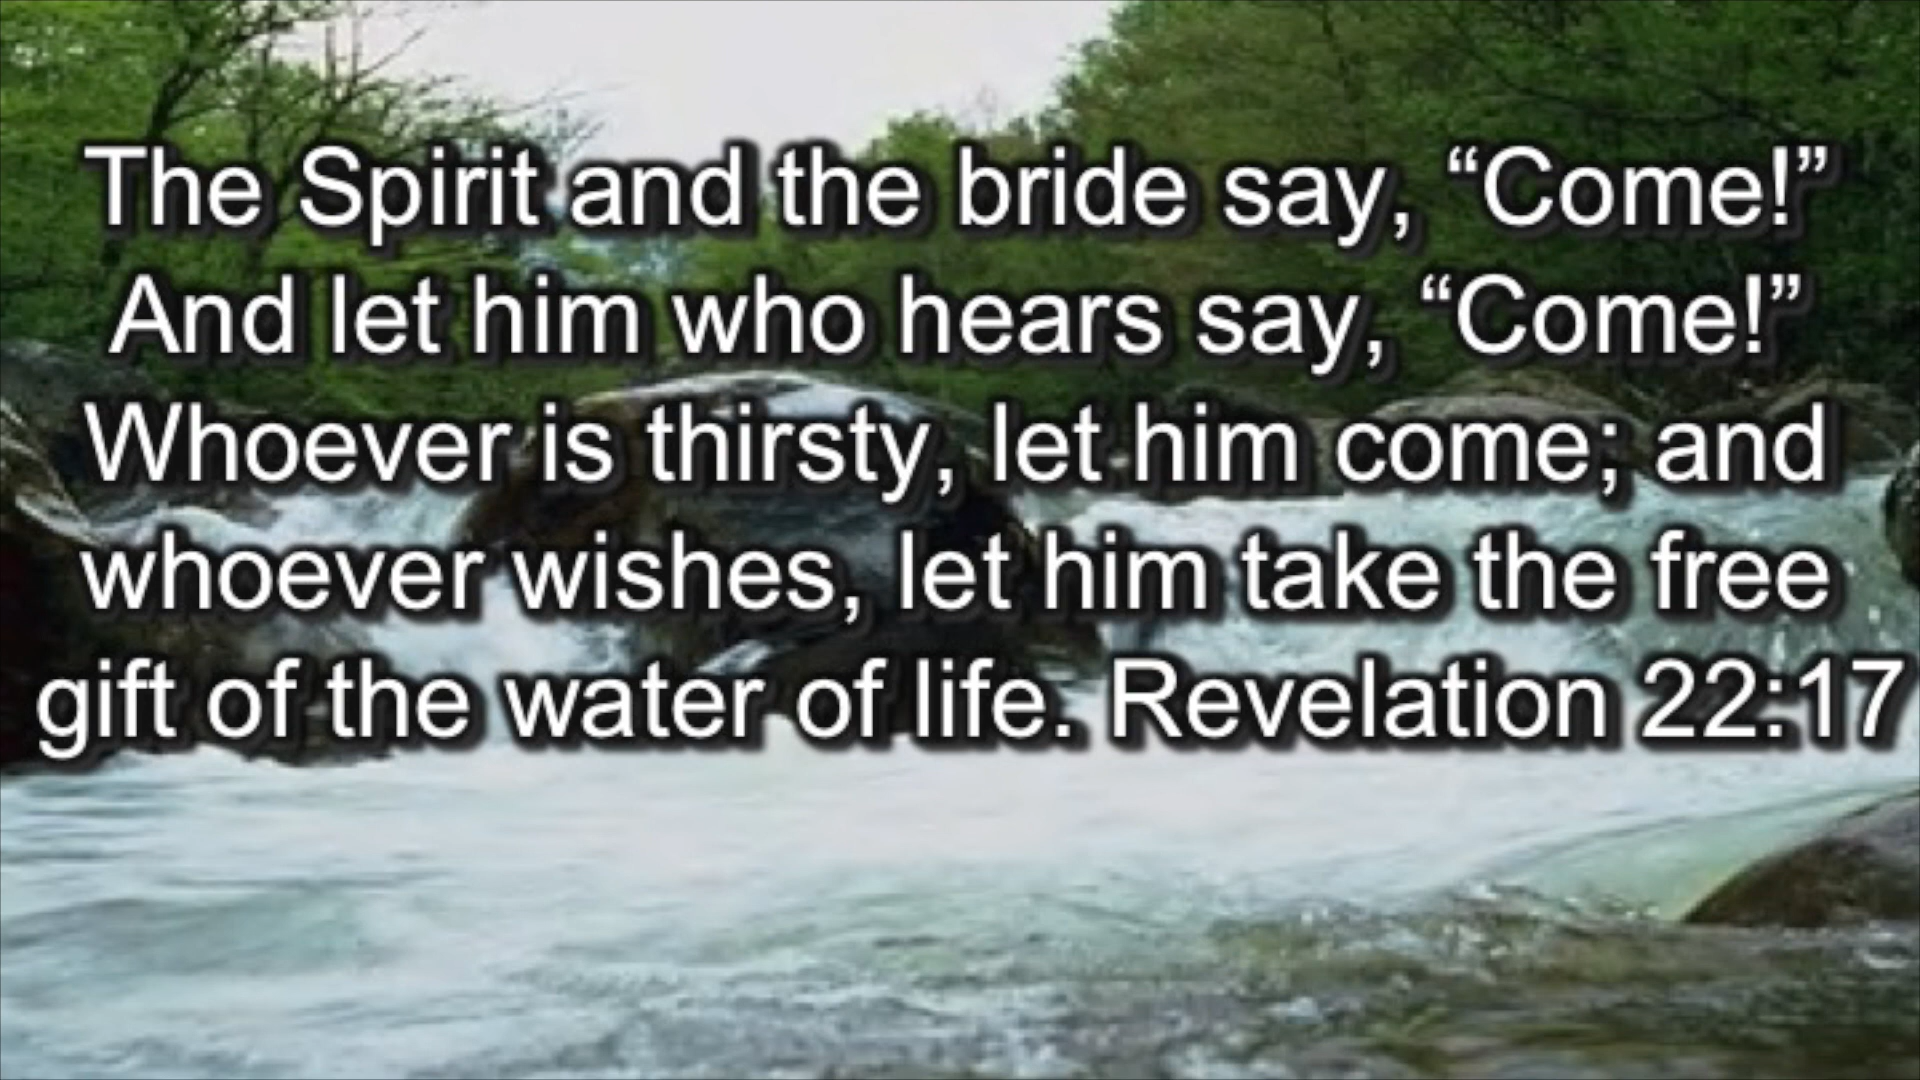 The Spirit and the bride say, “Come!”
And let him who hears say, “Come!”
Whoever is thirsty, let him come; and
whoever wishes, let him take the free
gift of the water of life. Revelation 22:17